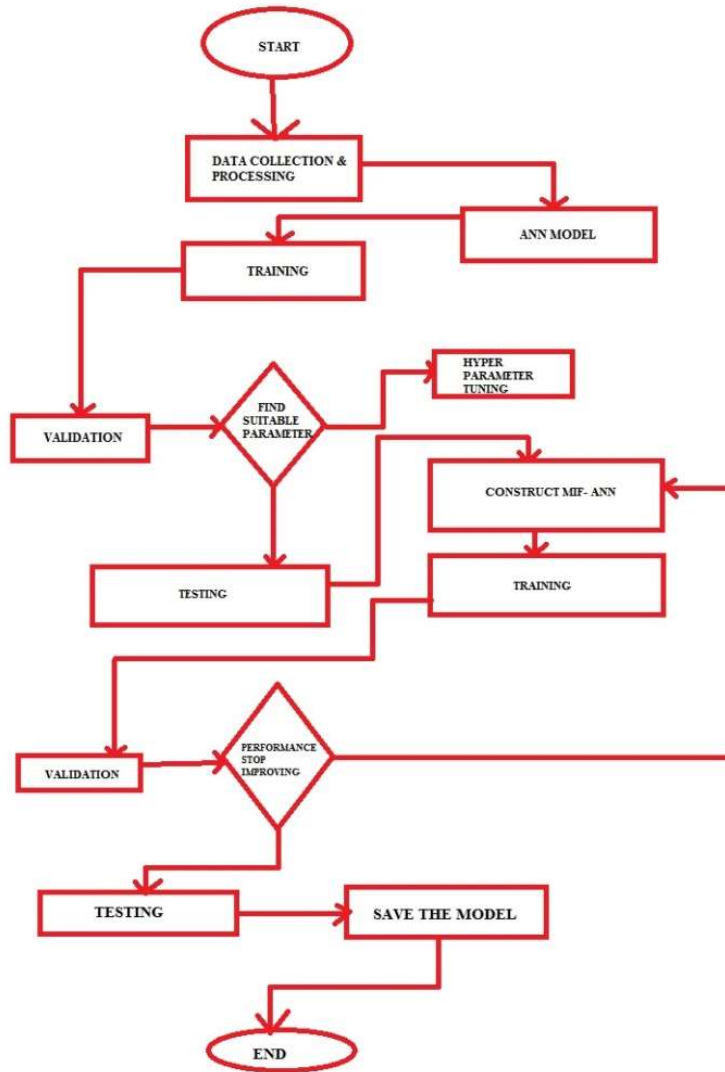 START
DATA COLLECTION &
PROCESSING
ANN MODEL
TRAINING
HYPER
PARAMETER
TUNING
FIND
SUITABLE
PARAMETER
VALIDATION
CONSTRUCT MIF- ANN
TESTING
TRAINING
PERFORMANCE
STOP
IMPROVING
VALIDATION
TESTING
SAVE THE MODEL
END